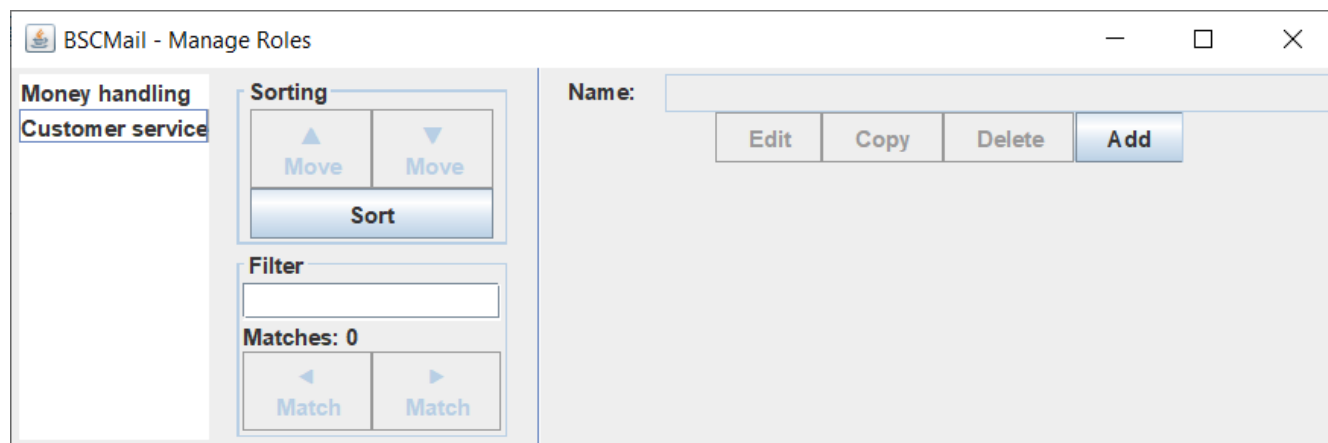 BSCMail - Manage Roles
Money handling
Customer service
Sorting
▲ ▼
Move Move
Sort
Filter
Matches: 0
◄ ►
Match Match
Name:
Edit Copy Delete Add